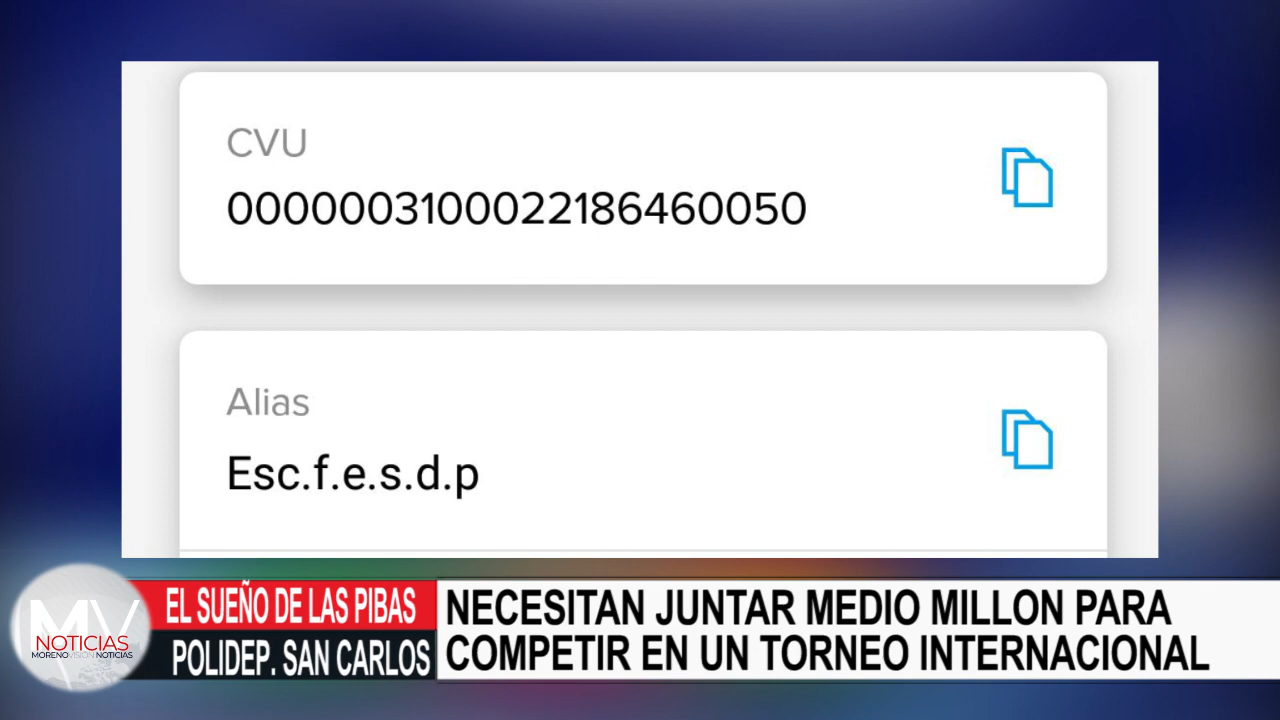 CVU
0000003100022186460050
Alias
Esc.f.e.s.d.p
EL SUEÑO DE LAS PIBAS
POLIDEP. SAN CARLOS
NECESITAN JUNTAR MEDIO MILLON PARA
COMPETIR EN UN TORNEO INTERNACIONAL
MV
NOTICIAS
MORENOVISION NOTICIAS